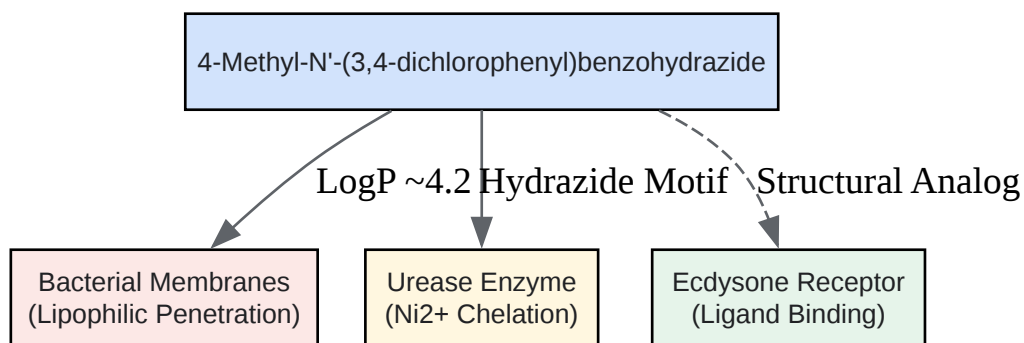 4-Methyl-N'-(3,4-dichlorophenyl)benzohydrazide
LogP ~4.2
Hydrazide Motif
Structural Analog
Bacterial Membranes
(Lipophilic Penetration)
Urease Enzyme
(Ni2+ Chelation)
Ecdysone Receptor
(Ligand Binding)